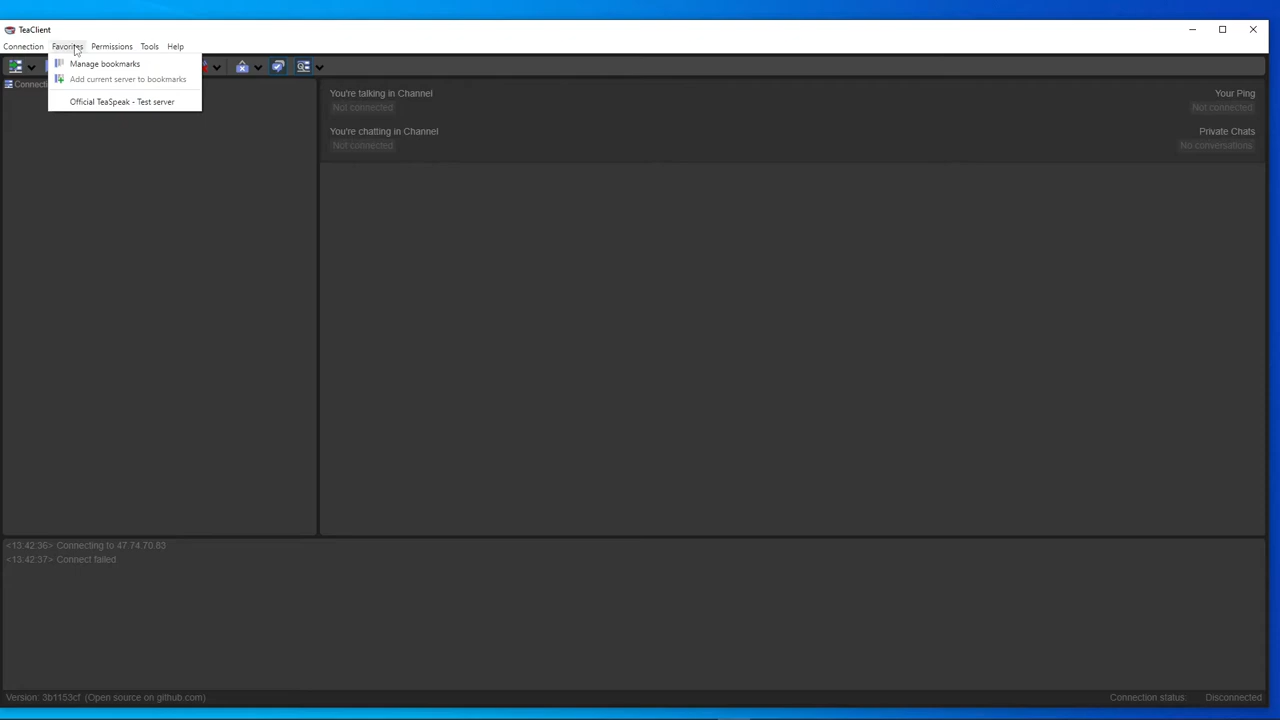 TeaClient
Connection Favorites Permissions Tools Help
Manage bookmarks
Add current server to bookmarks
Official TeaSpeak - Test server
You're talking in Channel
Not connected
Your Ping
Not connected
You're chatting in Channel
Not connected
Private Chats
No conversations
<13:42:36> Connecting to 47.74.70.83
<13:42:37> Connect failed
Version: 3b1153cf (Open source on github.com)
Connection status: Disconnected